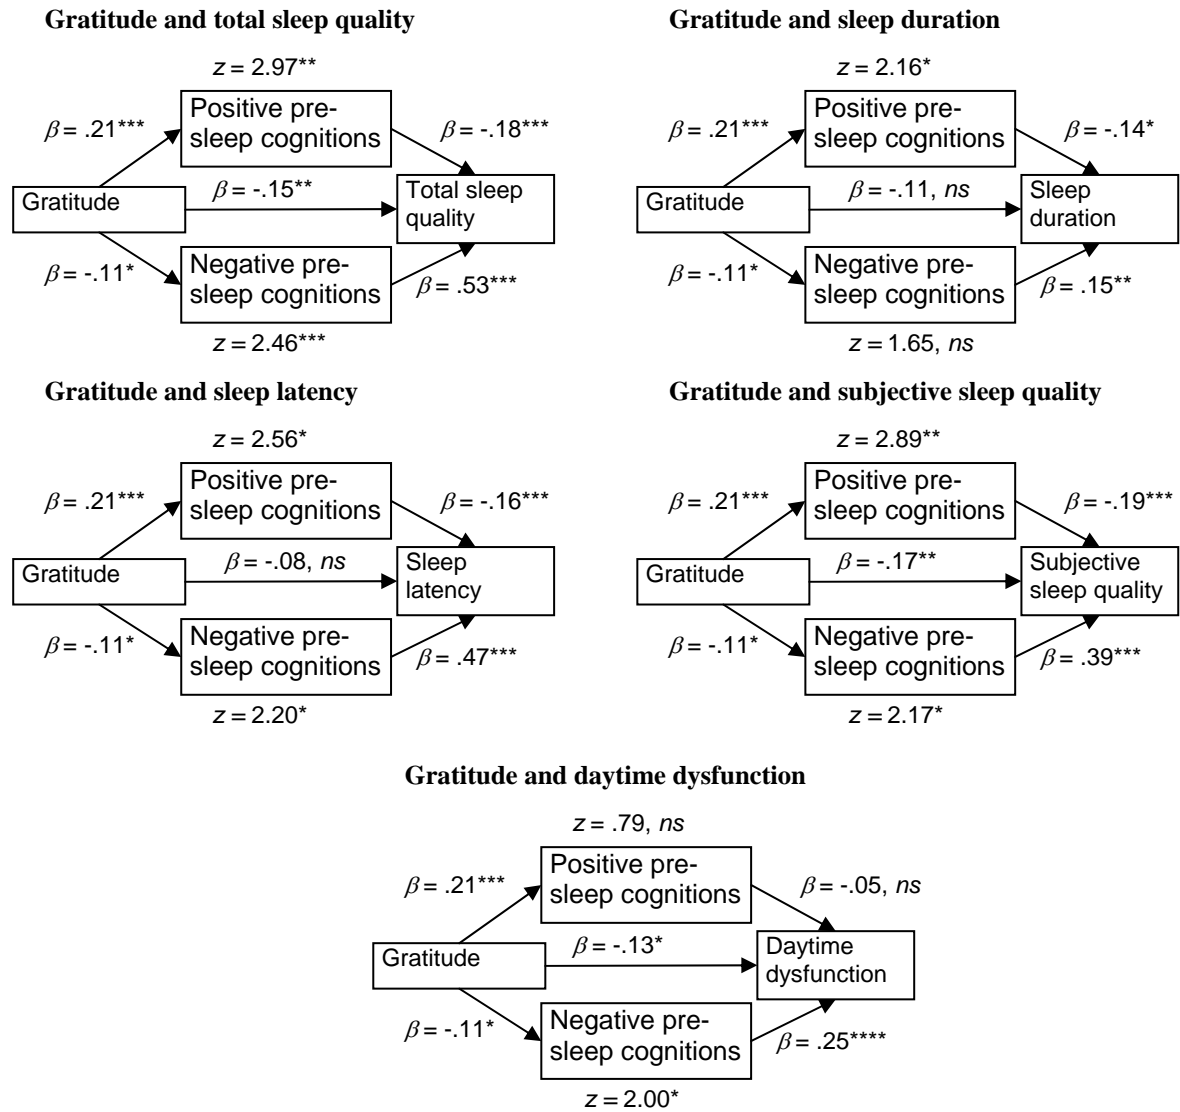 Gratitude and total sleep quality
z = 2.97**
Positive pre-
sleep cognitions
β = .21***
β = -.18***
Gratitude
β = -.15**
Total sleep
quality
β = -.11*
Negative pre-
sleep cognitions
β = .53***
z = 2.46***
Gratitude and sleep duration
z = 2.16*
Positive pre-
sleep cognitions
β = .21***
β = -.14*
Gratitude
β = -.11, ns
Sleep
duration
β = -.11*
Negative pre-
sleep cognitions
β = .15**
z = 1.65, ns
Gratitude and sleep latency
z = 2.56*
Positive pre-
sleep cognitions
β = .21***
β = -.16***
Gratitude
β = -.08, ns
Sleep
latency
β = -.11*
Negative pre-
sleep cognitions
β = .47***
z = 2.20*
Gratitude and subjective sleep quality
z = 2.89**
Positive pre-
sleep cognitions
β = .21***
β = -.19***
Gratitude
β = -.17**
Subjective
sleep quality
β = -.11*
Negative pre-
sleep cognitions
β = .39***
z = 2.17*
Gratitude and daytime dysfunction
z = .79, ns
Positive pre-
sleep cognitions
β = .21***
β = -.05, ns
Gratitude
β = -.13*
Daytime
dysfunction
β = -.11*
Negative pre-
sleep cognitions
β = .25****
z = 2.00*